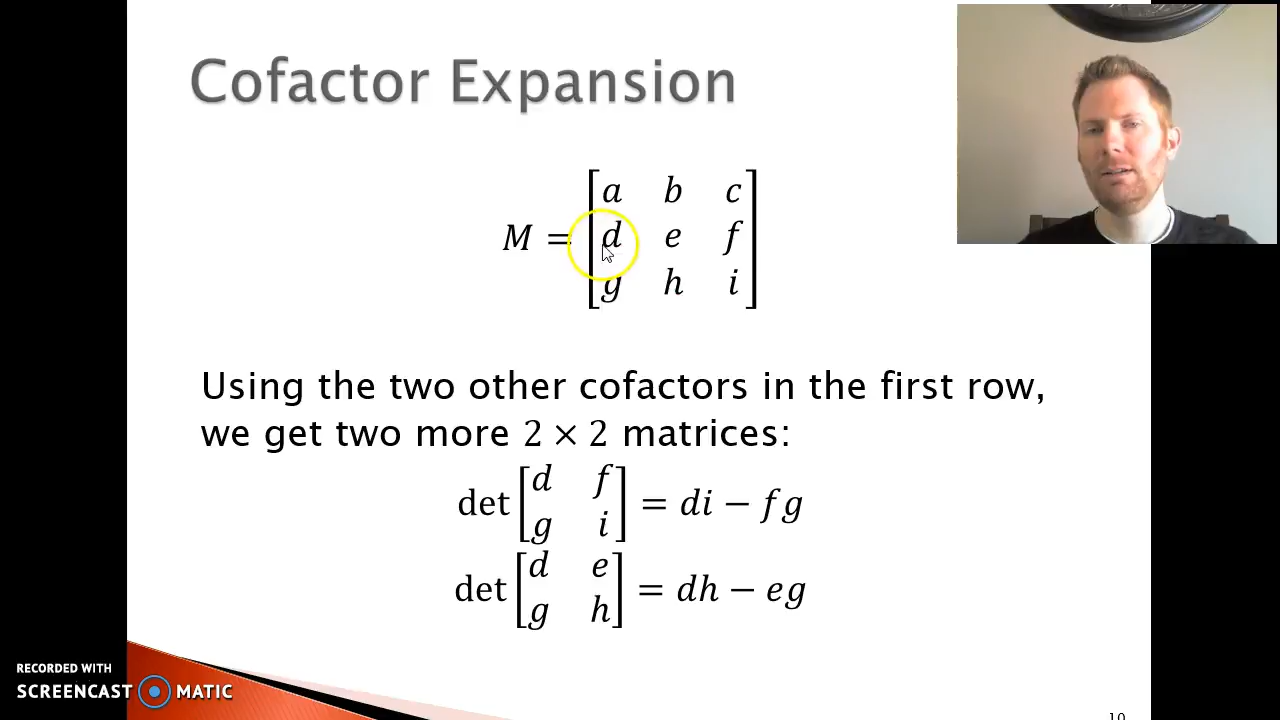 Cofactor Expansion
M = [a b c
d e f
g h i]
Using the two other cofactors in the first row,
we get two more 2 × 2 matrices:
det [d f
g i] = di − fg
det [d e
g h] = dh − eg
RECORDED WITH
SCREENCAST MATIC
10